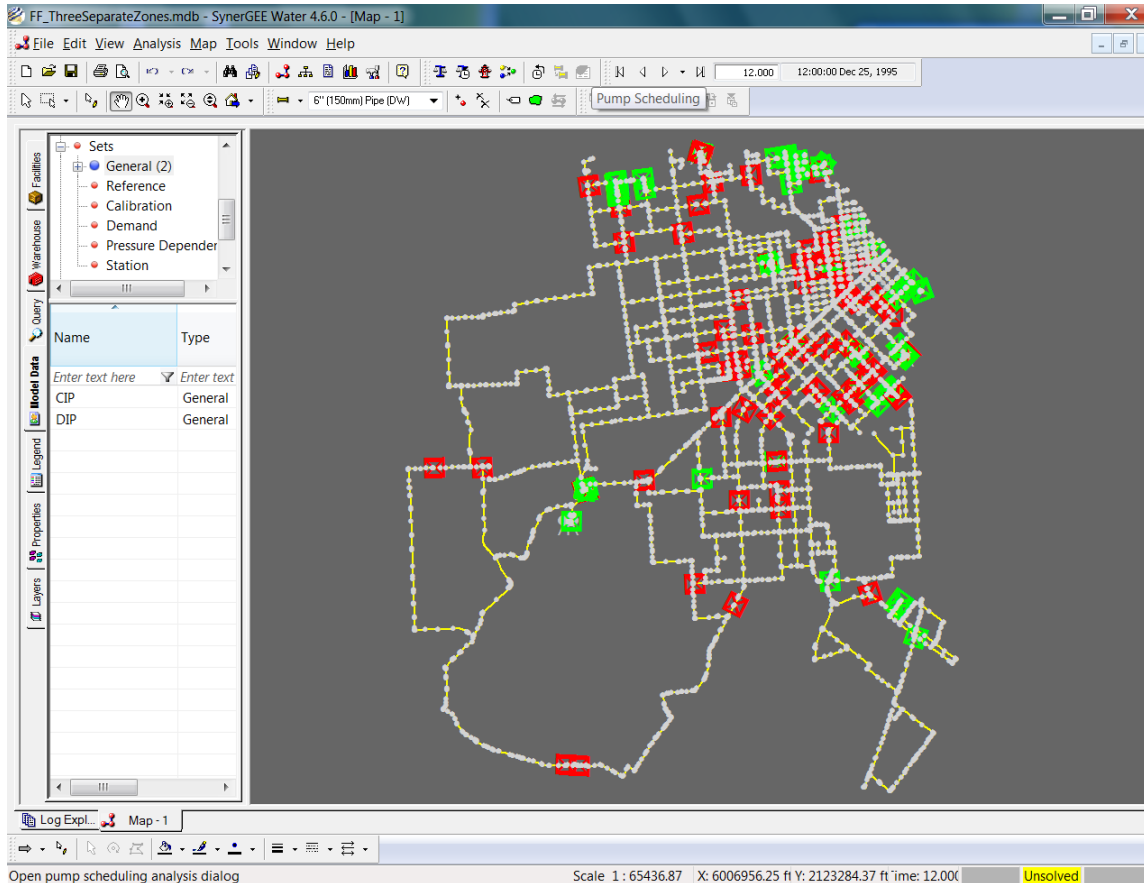 FF_ThreeSeparateZones.mdb - SynerGEE Water 4.6.0 - [Map - 1]
File Edit View Analysis Map Tools Window Help
12.000 12:00:00 Dec 25, 1995
6" (150mm) Pipe (DW)
Pump Scheduling
Facilities
Warehouse
Query
Model Data
Legend
Properties
Layers
Sets
General (2)
Reference
Calibration
Demand
Pressure Depender
Station
Name Type
Enter text here Enter text
CIP General
DIP General
Log Expl... Map - 1
Open pump scheduling analysis dialog
Scale 1 : 65436.87 X: 6006956.25 ft Y: 2123284.37 ft ime: 12.000 Unsolved